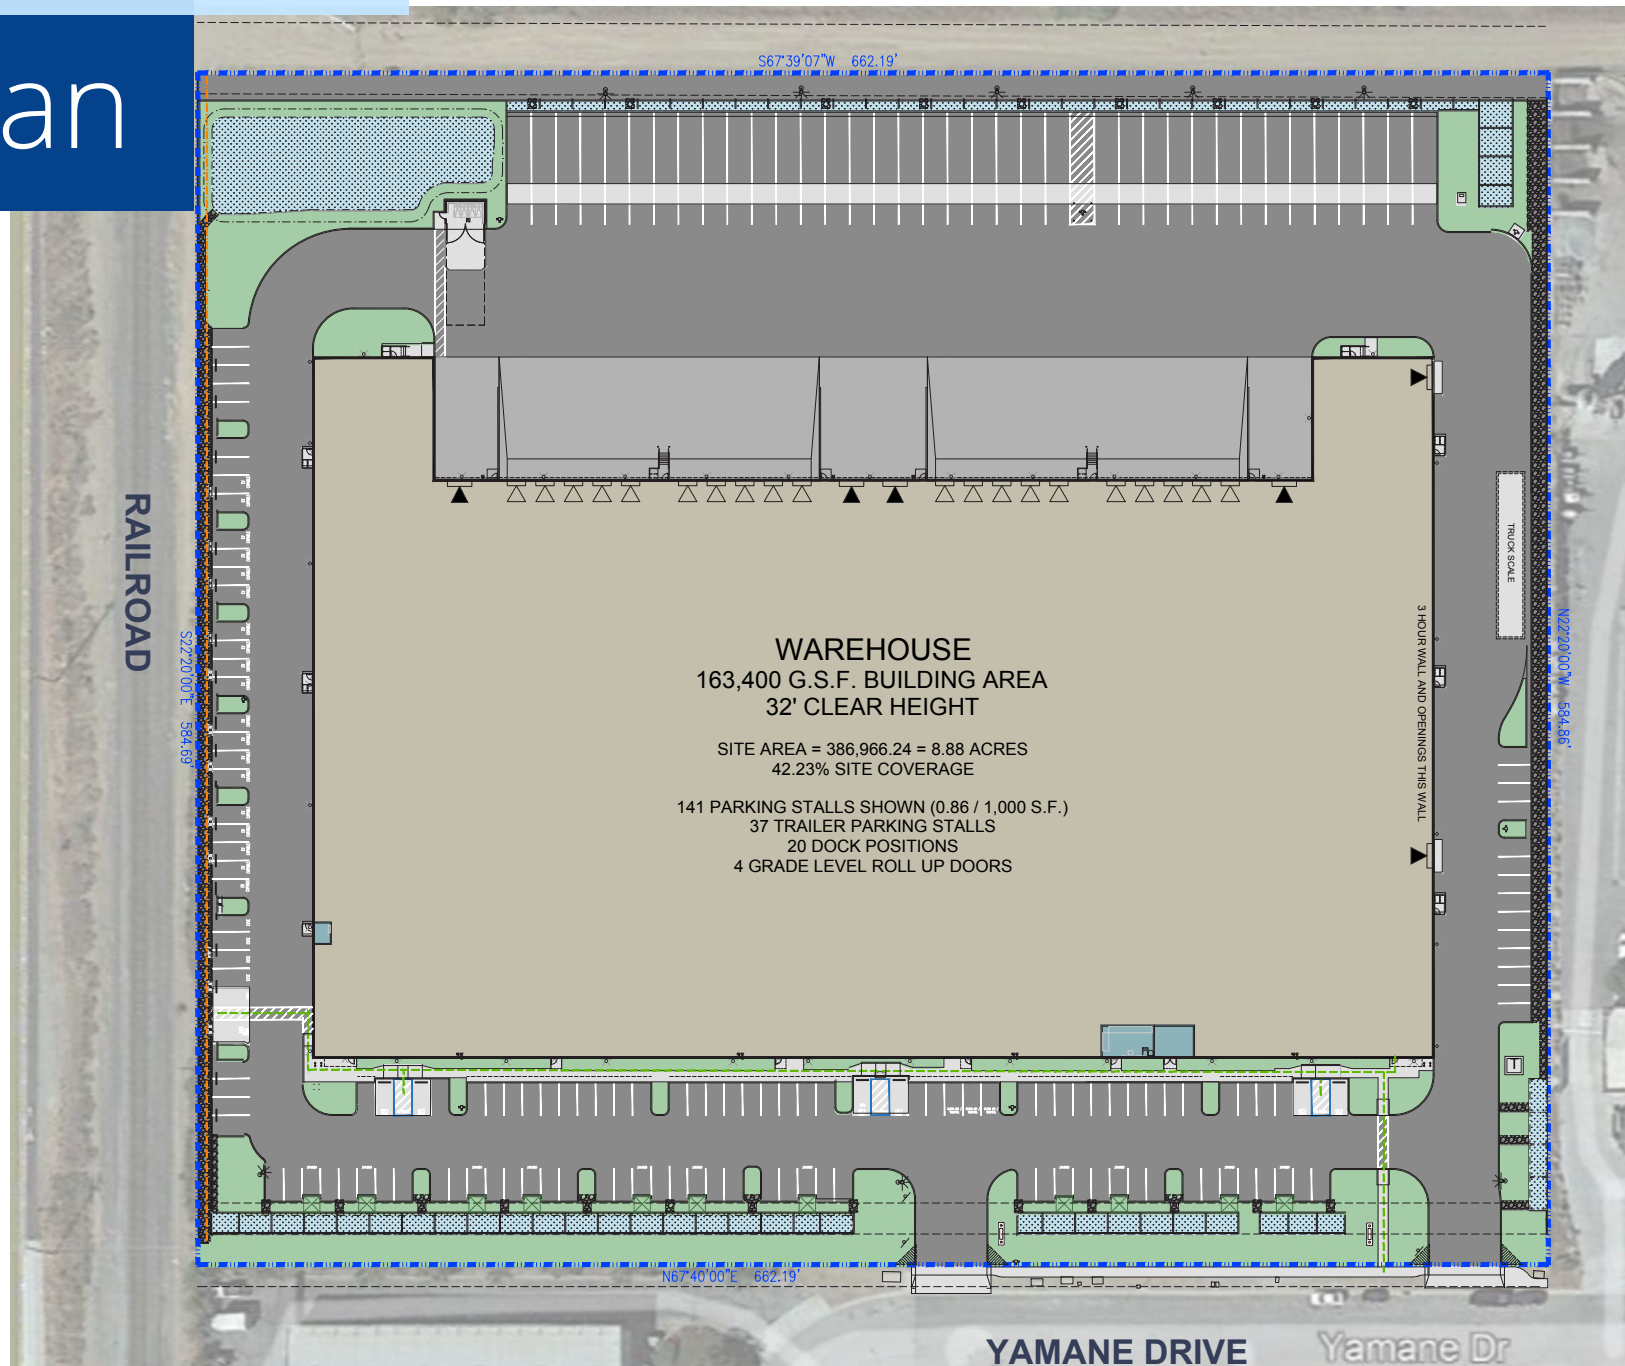 an
S67°39'07"W 662.19'
RAILROAD
S22°20'00"E 584.69'
WAREHOUSE
163,400 G.S.F. BUILDING AREA
32' CLEAR HEIGHT
SITE AREA = 386,966.24 = 8.88 ACRES
42.23% SITE COVERAGE
141 PARKING STALLS SHOWN (0.86 / 1,000 S.F.)
37 TRAILER PARKING STALLS
20 DOCK POSITIONS
4 GRADE LEVEL ROLL UP DOORS
3 HOUR WALL AND OPENINGS THIS WALL
TRUCK SCALE
N22°20'00"W 584.86'
T
N67°40'00"E 662.19'
YAMANE DRIVE
Yamane Dr